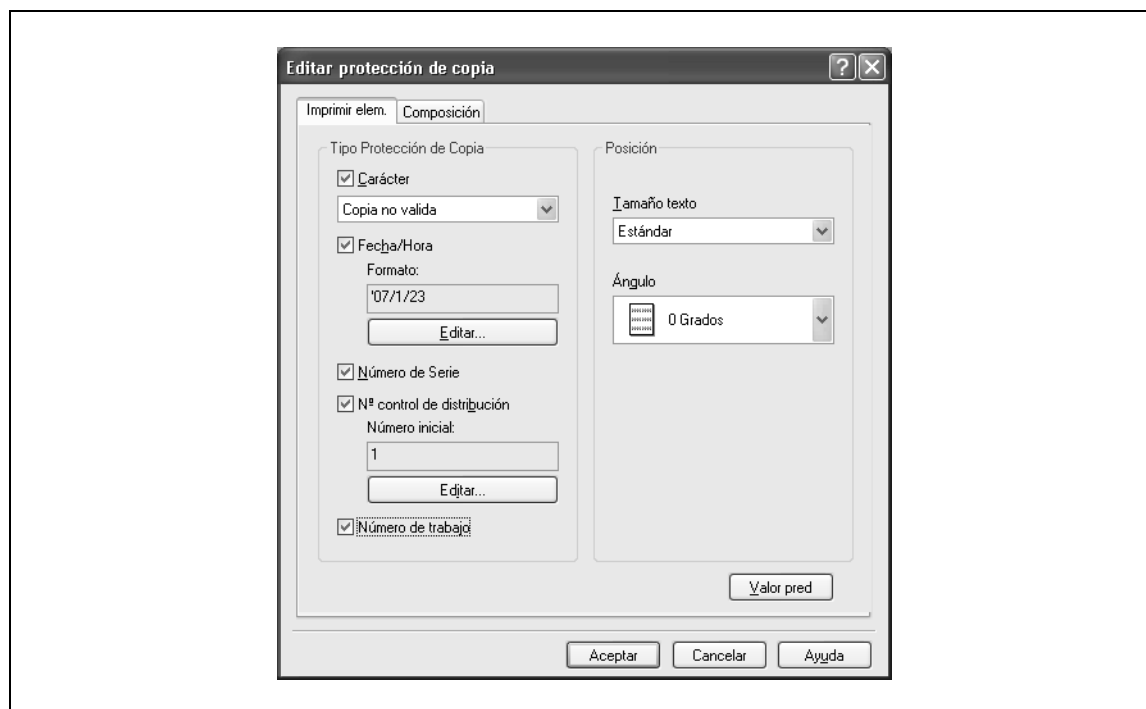 Editar protección de copia
Imprimir elem.
Composición
Tipo Protección de Copia
Carácter
Copia no valida
Fecha/Hora
Formato:
'07/1/23
Editar...
Número de Serie
Nª control de distribución
Número inicial:
1
Editar...
Número de trabajo
Posición
Tamaño texto
Estándar
Ángulo
0 Grados
Valor pred
Aceptar
Cancelar
Ayuda